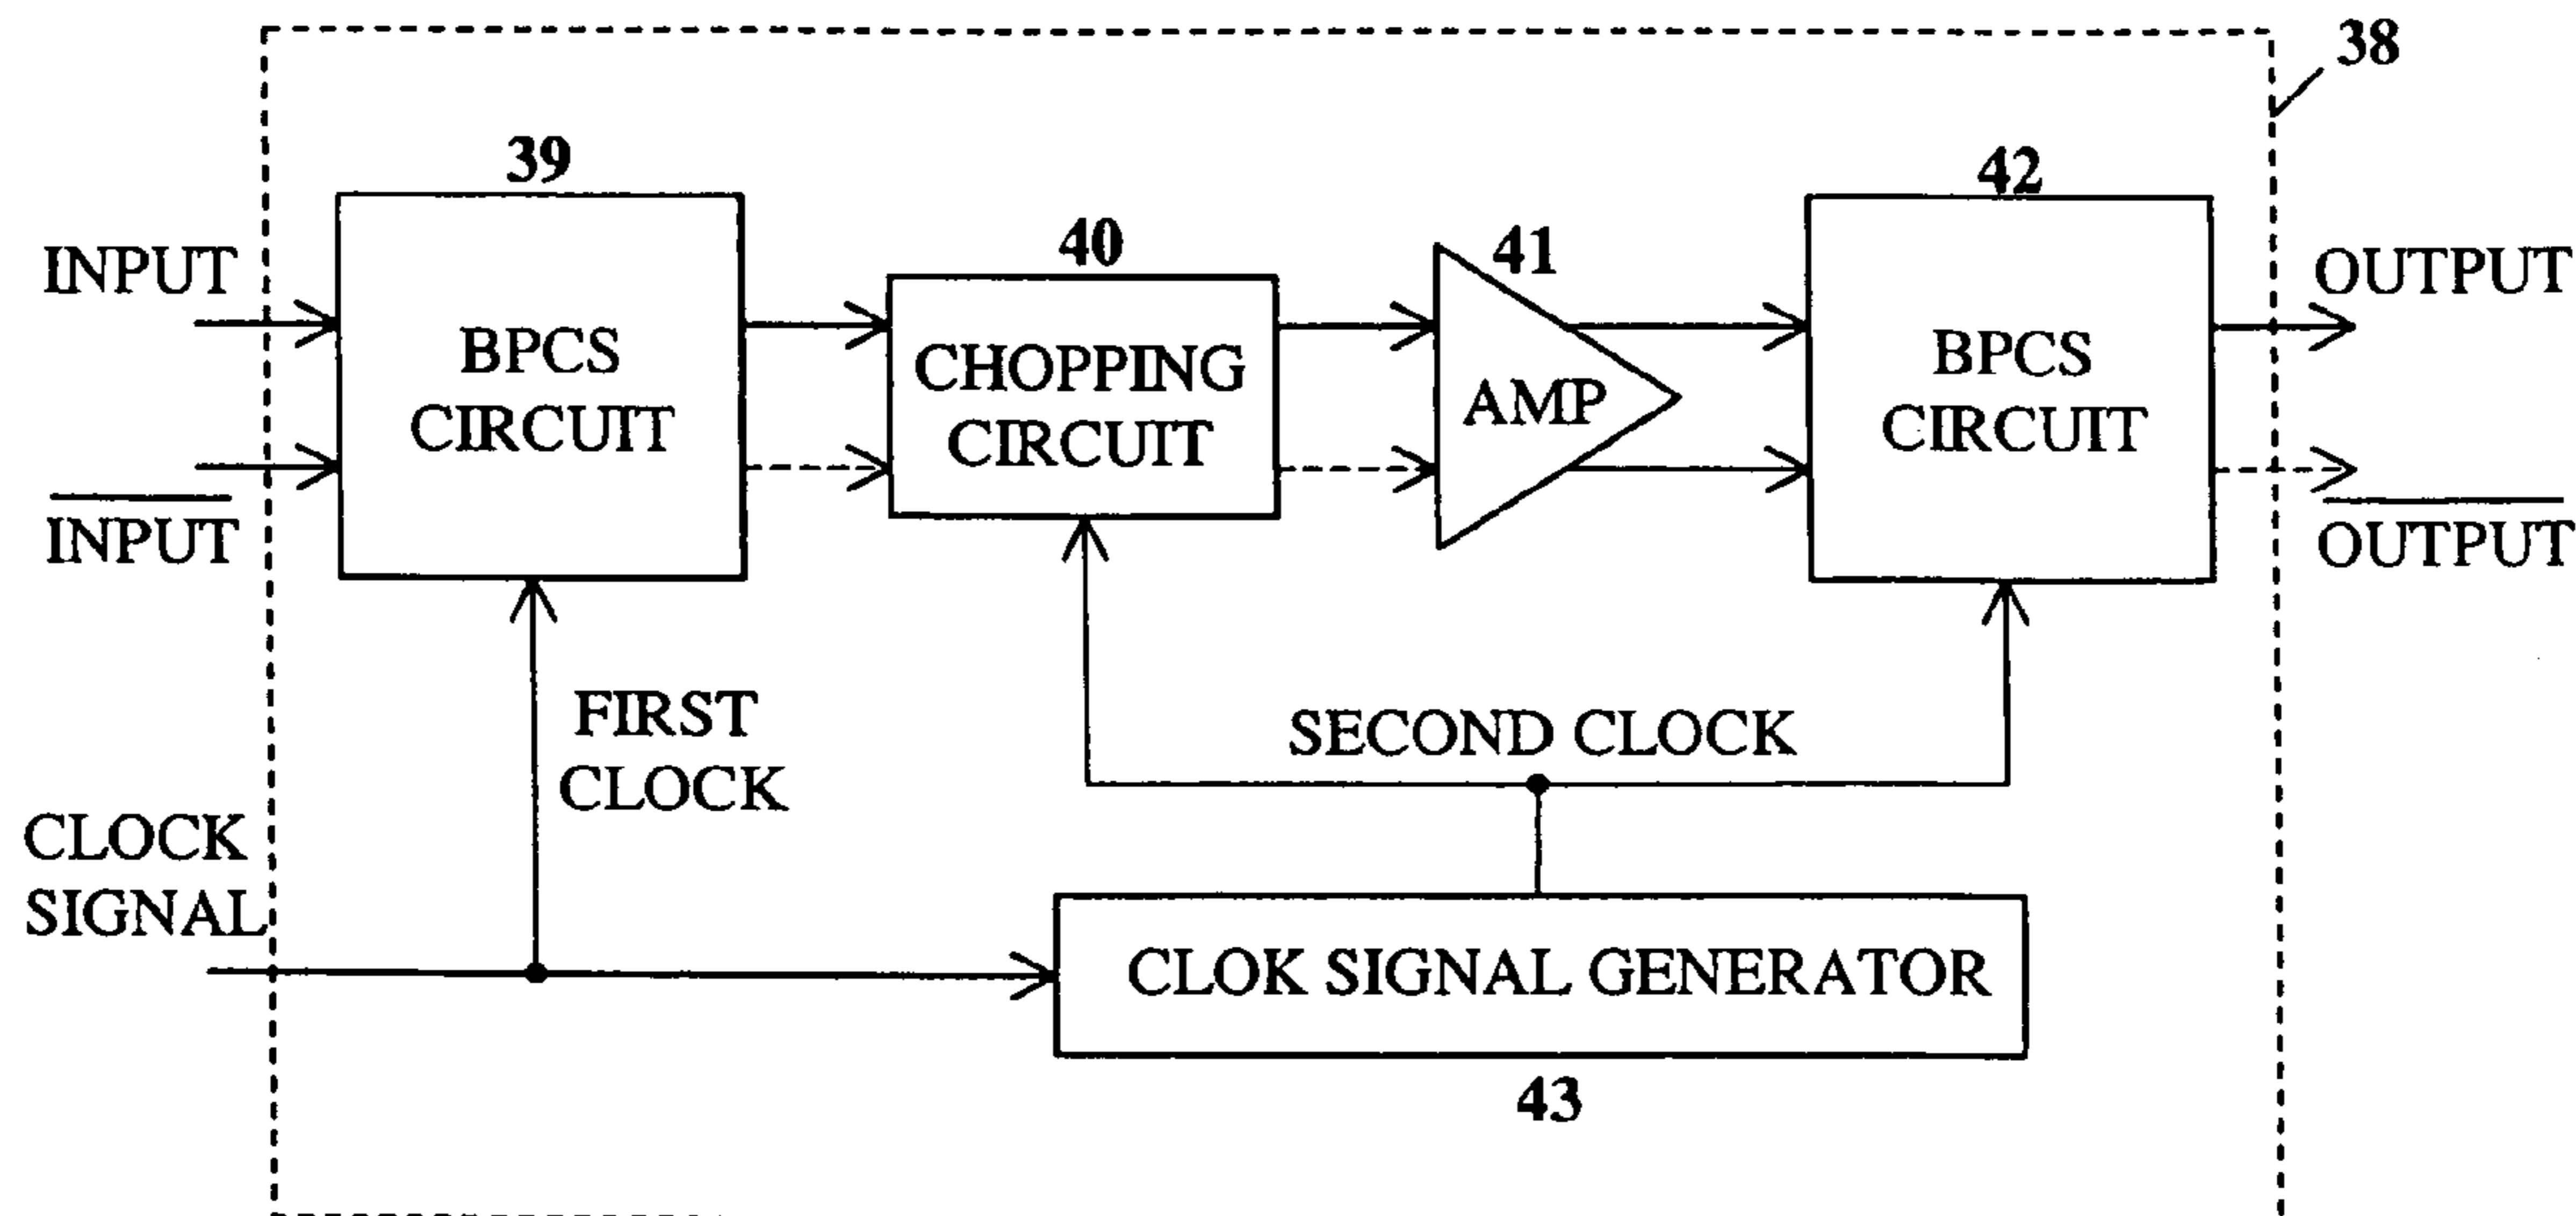 38
39
42
40
41
INPUT
OUTPUT
BPCS
CIRCUIT
CHOPPING
CIRCUIT
AMP
BPCS
CIRCUIT
INPUT
OUTPUT
FIRST
CLOCK
SECOND CLOCK
CLOCK
SIGNAL
CLOK SIGNAL GENERATOR
43